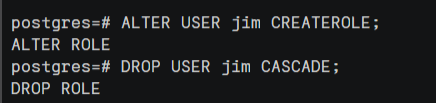 postgres=# ALTER USER jim CREATEROLE;
ALTER ROLE
postgres=# DROP USER jim CASCADE;
DROP ROLE